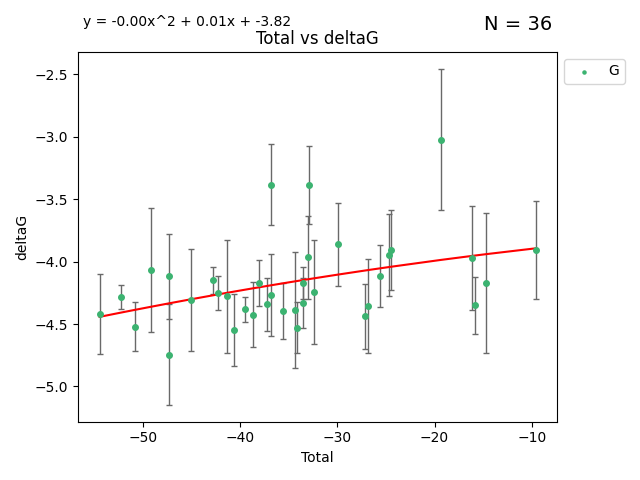 y = -0.00x^2 + 0.01x + -3.82
N = 36
Total vs deltaG
G
deltaG
−2.5
−3.0
−3.5
−4.0
−4.5
−5.0
−50
−40
−30
−20
−10
Total